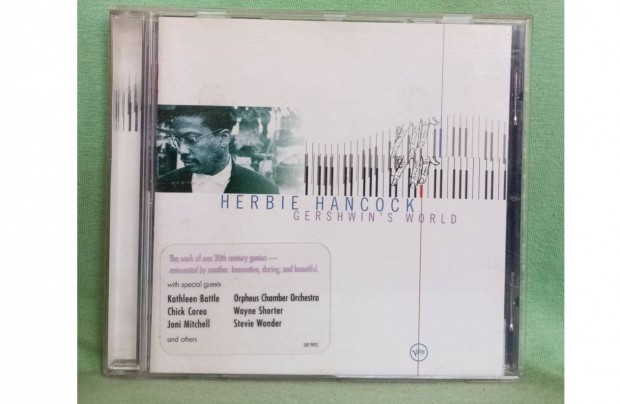 HERBIE HANCOCK
GERSHWIN'S WORLD
The work of one 20th century genius —
reinvented by another. Innovative, daring, and beautiful.
with special guests
Kathleen Battle Orpheus Chamber Orchestra
Chick Corea Wayne Shorter
Joni Mitchell Stevie Wonder
and others